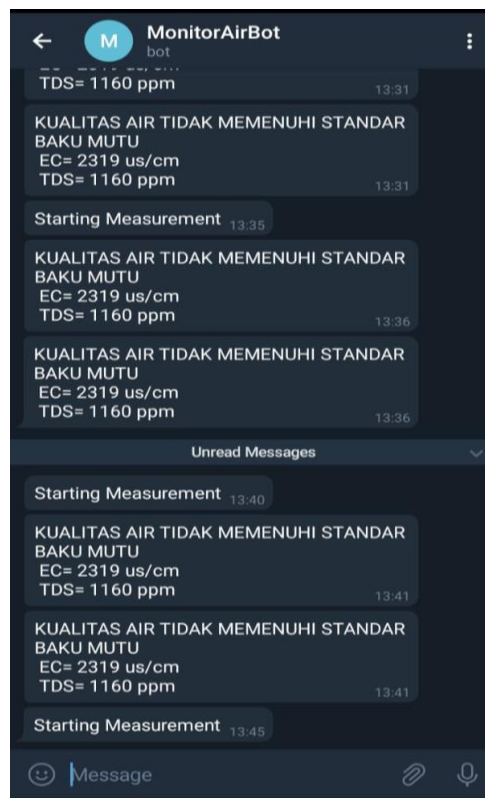 MonitorAirBot
bot
TDS= 1160 ppm
13:31
KUALITAS AIR TIDAK MEMENUHI STANDAR
BAKU MUTU
EC= 2319 us/cm
TDS= 1160 ppm
13:31
Starting Measurement 13:35
KUALITAS AIR TIDAK MEMENUHI STANDAR
BAKU MUTU
EC= 2319 us/cm
TDS= 1160 ppm
13:36
KUALITAS AIR TIDAK MEMENUHI STANDAR
BAKU MUTU
EC= 2319 us/cm
TDS= 1160 ppm
13:36
Unread Messages
Starting Measurement 13:40
KUALITAS AIR TIDAK MEMENUHI STANDAR
BAKU MUTU
EC= 2319 us/cm
TDS= 1160 ppm
13:41
KUALITAS AIR TIDAK MEMENUHI STANDAR
BAKU MUTU
EC= 2319 us/cm
TDS= 1160 ppm
13:41
Starting Measurement 13:45
Message